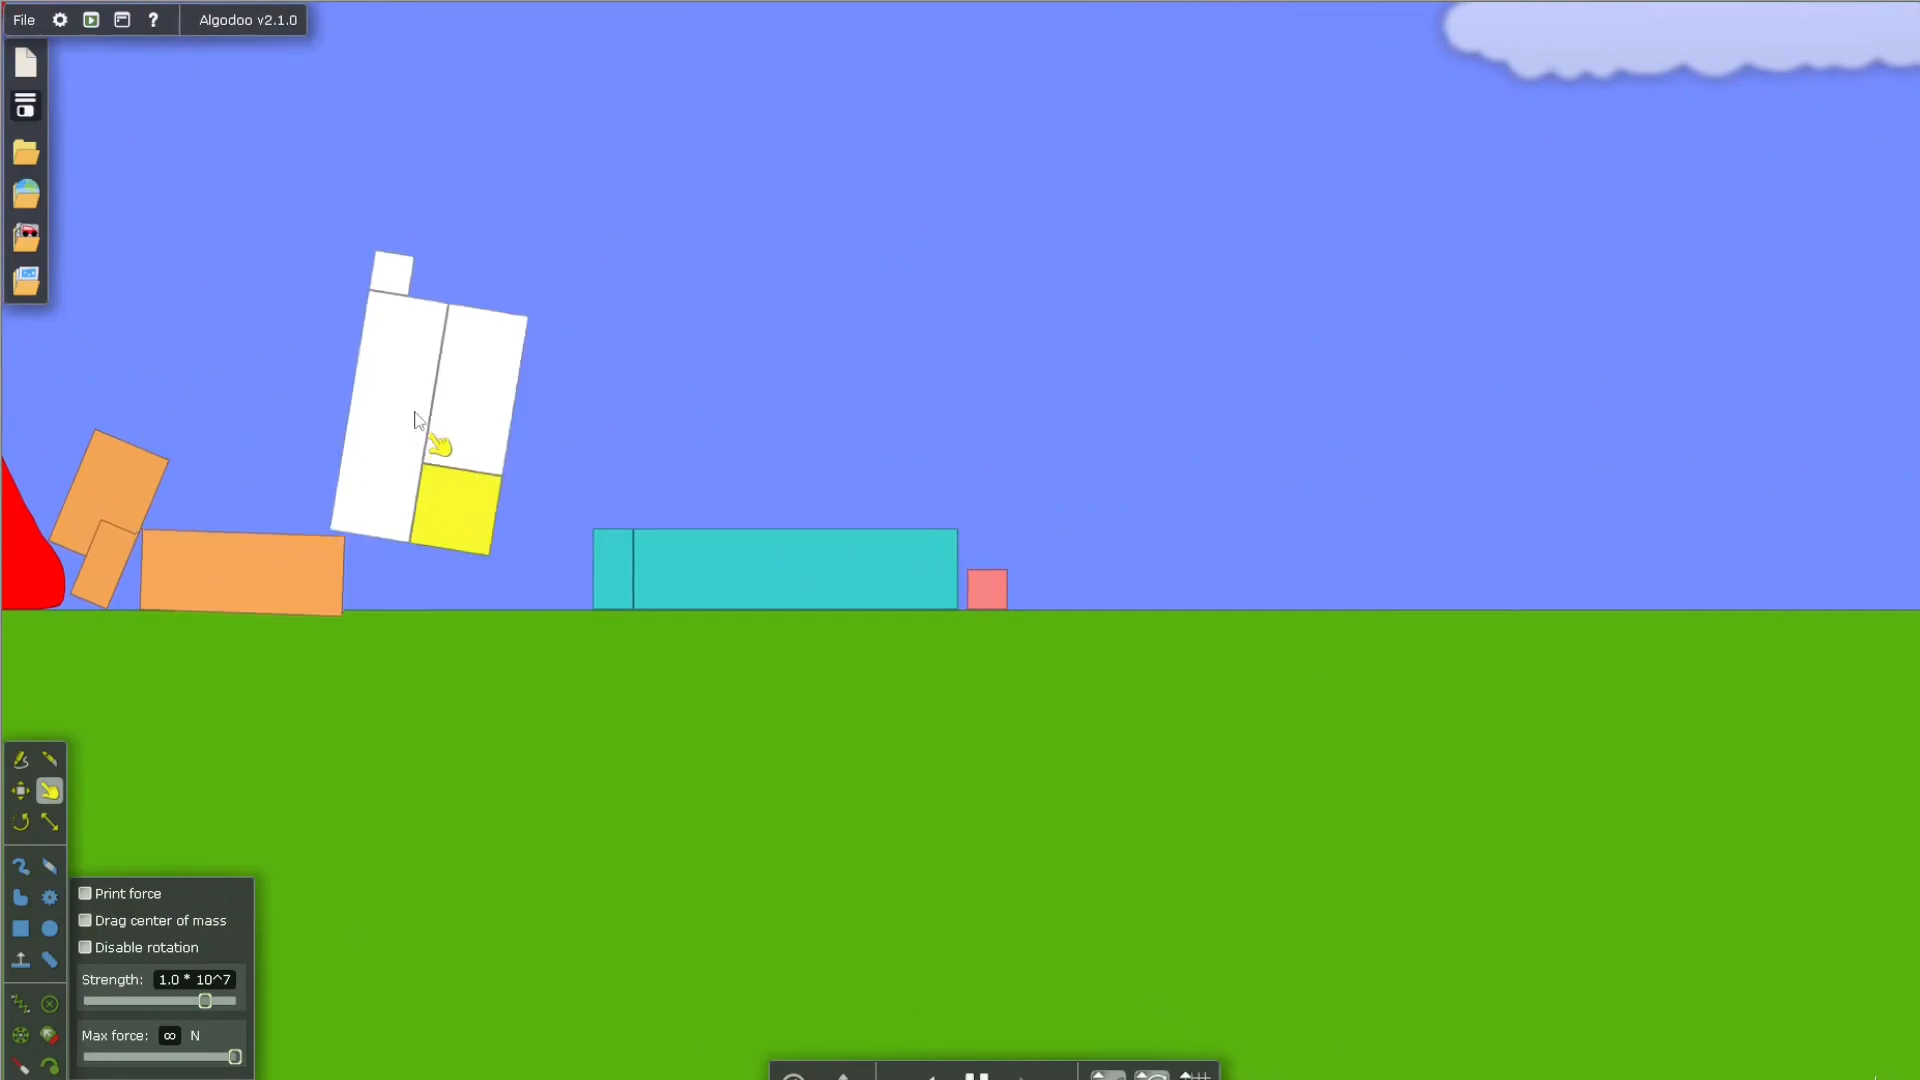 File ? Algodoo v2.1.0
Print force
Drag center of mass
Disable rotation
Strength: 1.0 * 10^7
Max force: ∞ N